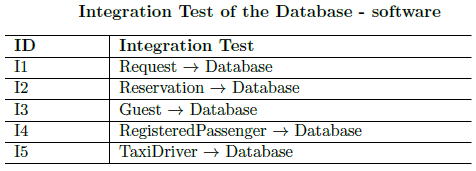 Integration Test of the Database - software
ID Integration Test
I1 Request → Database
I2 Reservation → Database
I3 Guest → Database
I4 RegisteredPassenger → Database
I5 TaxiDriver → Database